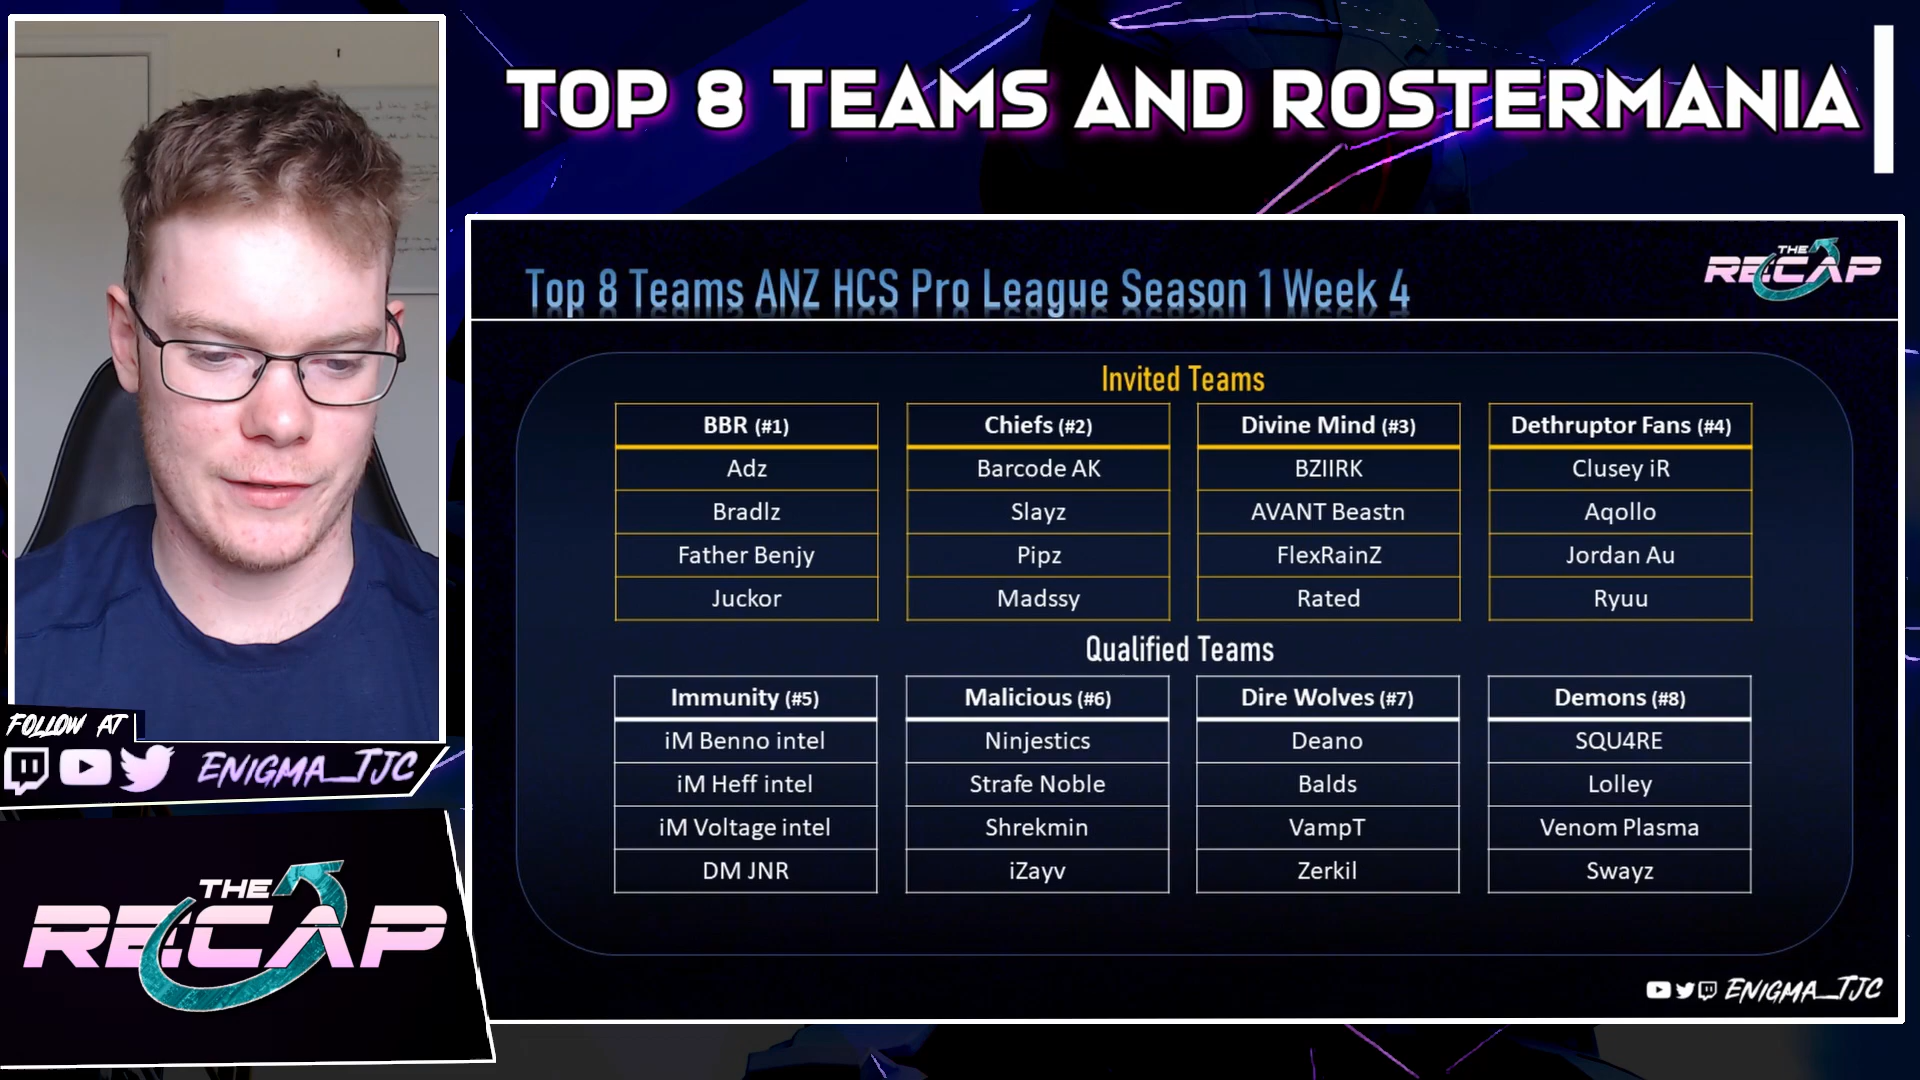 TOP 8 TEAMS AND ROSTERMANIA
THE
RECAP
Top 8 Teams ANZ HCS Pro League Season 1 Week 4
Invited Teams
BBR (#1) Chiefs (#2) Divine Mind (#3) Dethruptor Fans (#4)
Adz Barcode AK BZIIRK Clusey iR
Bradlz Slayz AVANT Beastn Aqollo
Father Benjy Pipz FlexRainZ Jordan Au
Juckor Madssy Rated Ryuu
Qualified Teams
Immunity (#5) Malicious (#6) Dire Wolves (#7) Demons (#8)
iM Benno intel Ninjestics Deano SQU4RE
iM Heff intel Strafe Noble Balds Lolley
iM Voltage intel Shrekmin VampT Venom Plasma
DM JNR iZayv Zerkil Swayz
FOLLOW AT
ENIGMA_TJC
THE
RECAP
ENIGMA_TJC